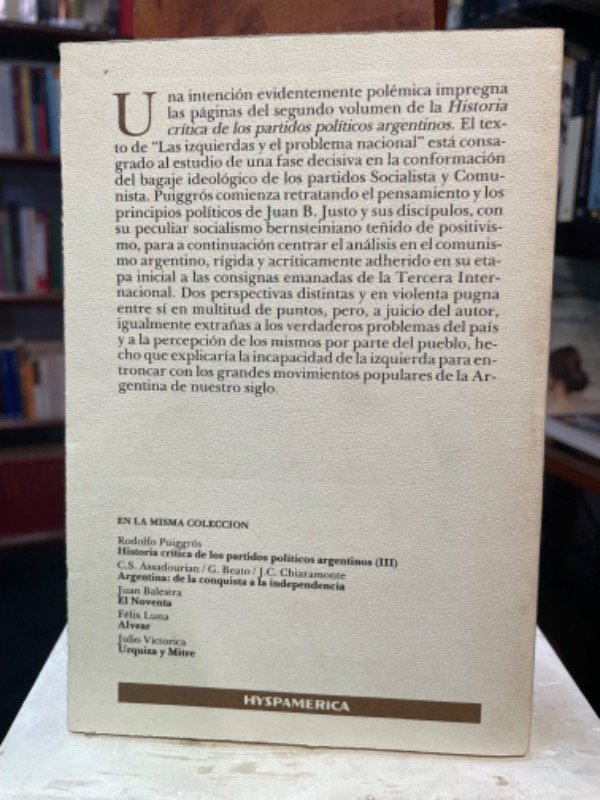 Una intención evidentemente polémica impregna
las páginas del segundo volumen de la Historia
crítica de los partidos políticos argentinos. El tex-
to de “Las izquierdas y el problema nacional” está consa-
grado al estudio de una fase decisiva en la conformación
del bagaje ideológico de los partidos Socialista y Comu-
nista. Puiggrós comienza retratando el pensamiento y los
principios políticos de Juan B. Justo y sus discípulos, con
su peculiar socialismo bernsteiniano teñido de positivis-
mo, para a continuación centrar el análisis en el comunis-
mo argentino, rígida y acríticamente adherido en su eta-
pa inicial a las consignas emanadas de la Tercera Inter-
nacional. Dos perspectivas distintas y en violenta pugna
entre sí en multitud de puntos, pero, a juicio del autor,
igualmente extrañas a los verdaderos problemas del país
y a la percepción de los mismos por parte del pueblo, he-
cho que explicaría la incapacidad de la izquierda para en-
troncar con los grandes movimientos populares de la Ar-
gentina de nuestro siglo.
EN LA MISMA COLECCION
Rodolfo Puiggrós
Historia crítica de los partidos políticos argentinos (III)
C.S. Assadourian / G. Beato / J.C. Chiaramonte
Argentina: de la conquista a la independencia
Juan Balestra
El Noventa
Félix Luna
Alvear
Julio Victorica
Urquiza y Mitre
HYSPAMERICA